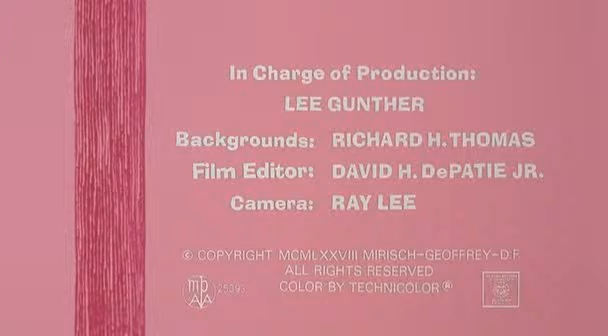 In Charge of Production:
LEE GUNTHER
Backgrounds: RICHARD H. THOMAS
Film Editor: DAVID H. DePATIE JR.
Camera: RAY LEE
© COPYRIGHT MCMLXXVIII MIRISCH-GEOFFREY-D.F.
ALL RIGHTS RESERVED
COLOR BY TECHNICOLOR®